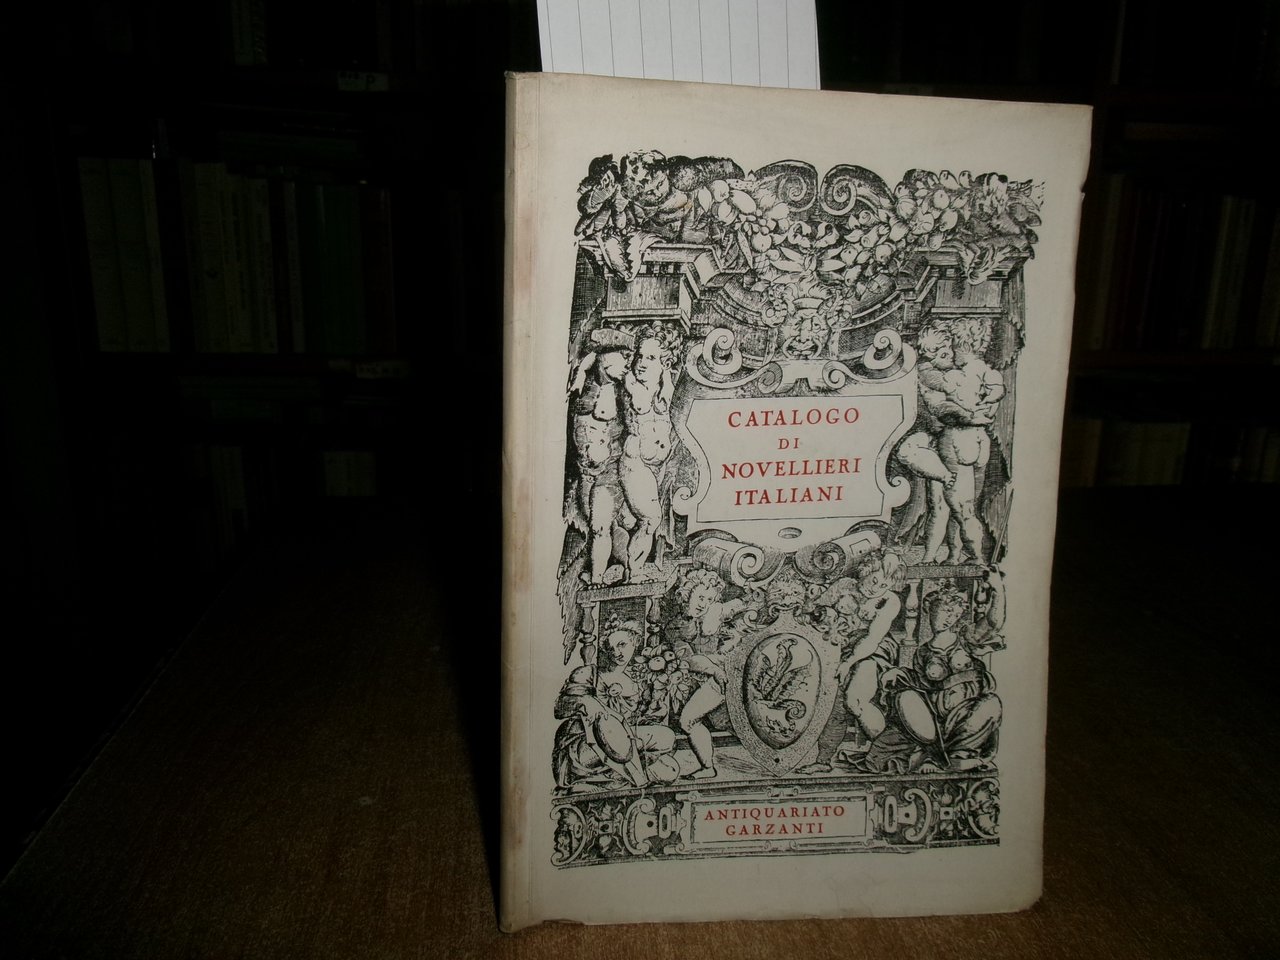 CATALOGO
DI
NOVELLIERI
ITALIANI
ANTIQUARIATO
GARZANTI